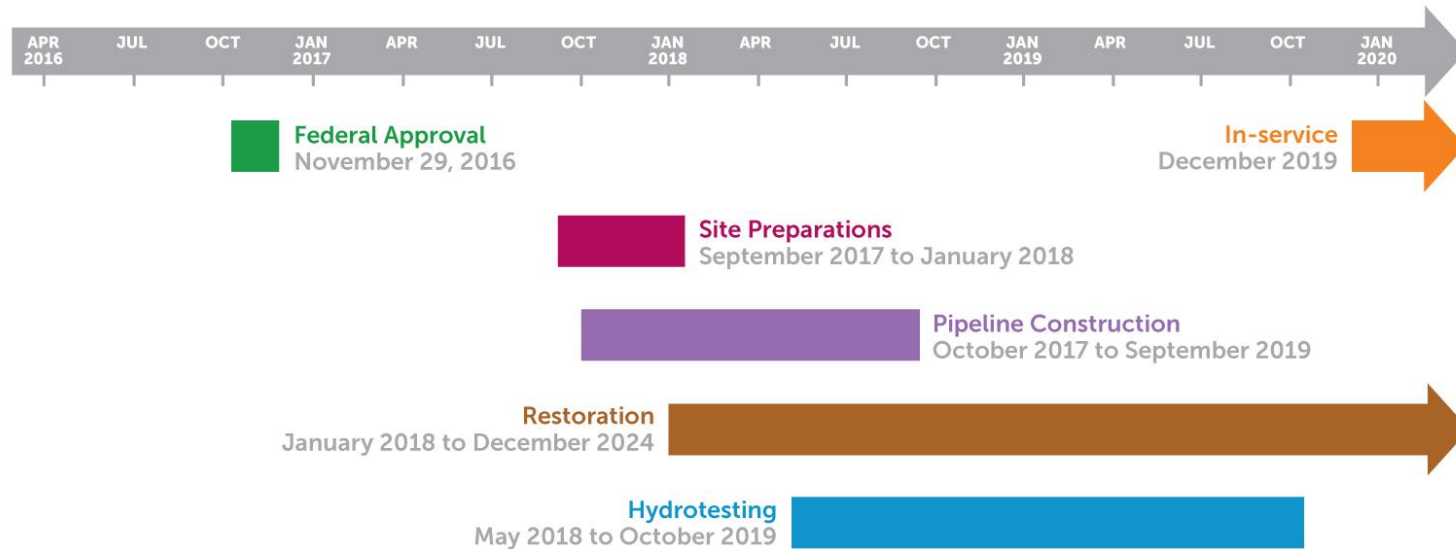 APR JUL OCT JAN APR JUL OCT JAN APR JUL OCT JAN APR JUL OCT JAN
2016 2017 2018 2019 2020
Federal Approval
November 29, 2016
In-service
December 2019
Site Preparations
September 2017 to January 2018
Pipeline Construction
October 2017 to September 2019
Restoration
January 2018 to December 2024
Hydrotesting
May 2018 to October 2019